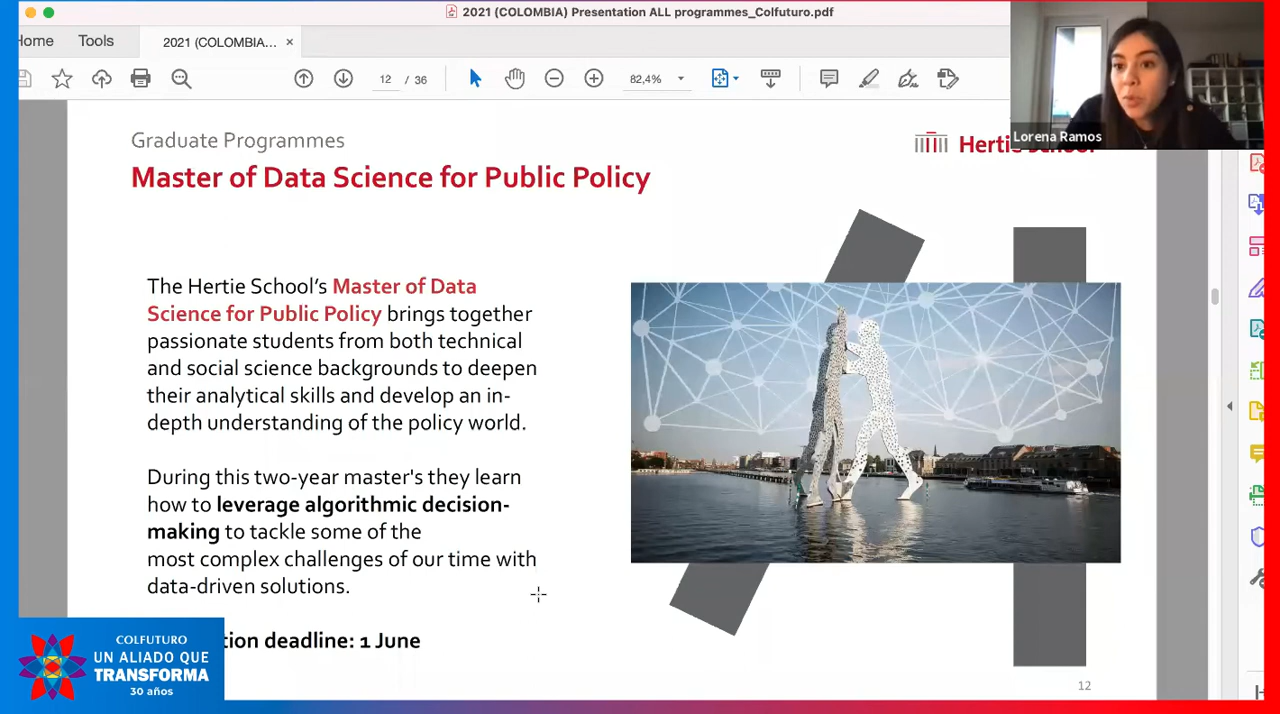 2021 (COLOMBIA) Presentation ALL programmes_Colfuturo.pdf
Home Tools 2021 (COLOMBIA... ×
12 / 36 82,4%
Lorena Ramos
Graduate Programmes
Hertie School
Master of Data Science for Public Policy
The Hertie School's Master of Data
Science for Public Policy brings together
passionate students from both technical
and social science backgrounds to deepen
their analytical skills and develop an in-
depth understanding of the policy world.
During this two-year master's they learn
how to leverage algorithmic decision-
making to tackle some of the
most complex challenges of our time with
data-driven solutions.
tion deadline: 1 June
COLFUTURO
UN ALIADO QUE
TRANSFORMA
30 años
12